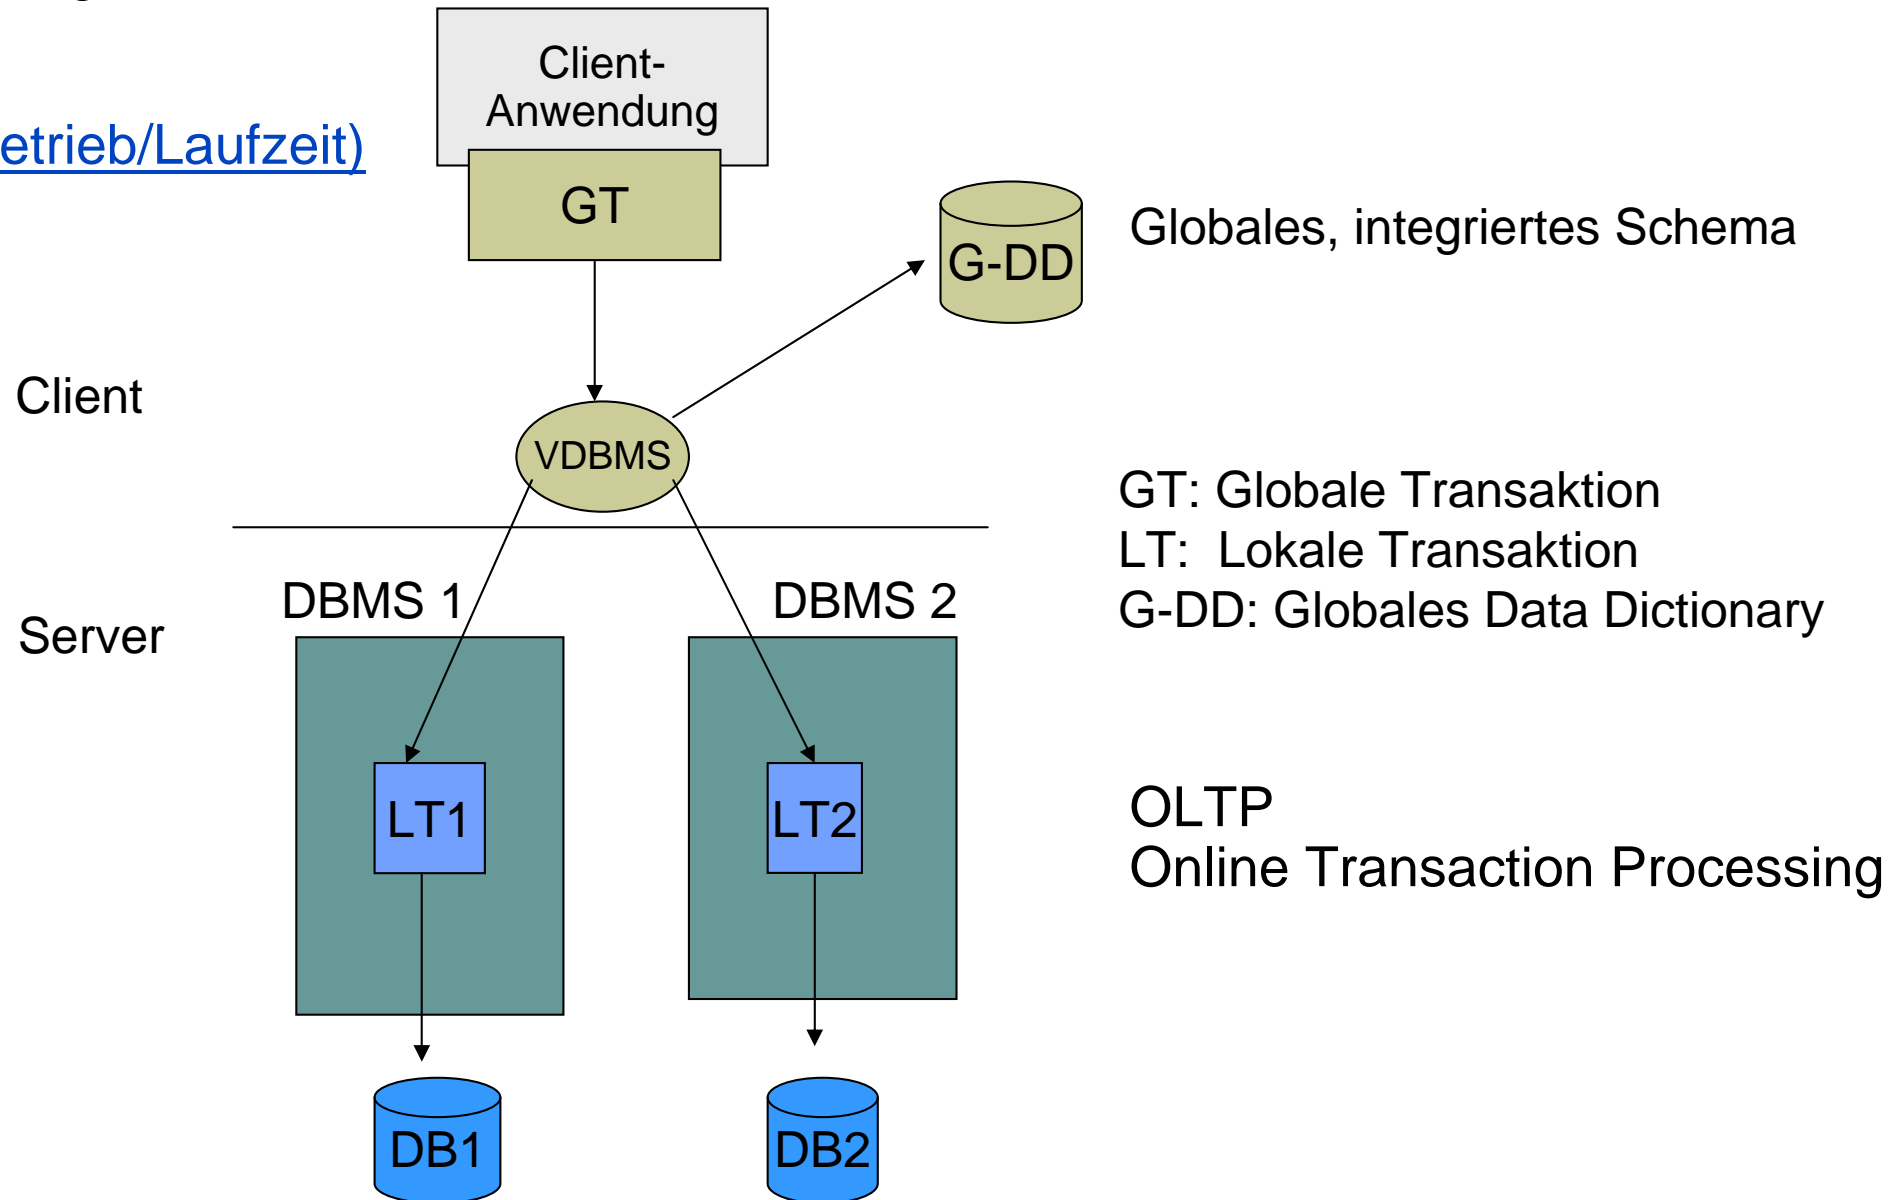 Client-
Anwendung
etrieb/Laufzeit)
GT
G-DD
Globales, integriertes Schema
Client
VDBMS
GT: Globale Transaktion
LT: Lokale Transaktion
G-DD: Globales Data Dictionary
DBMS 1
DBMS 2
Server
LT1
LT2
OLTP
Online Transaction Processing
DB1
DB2